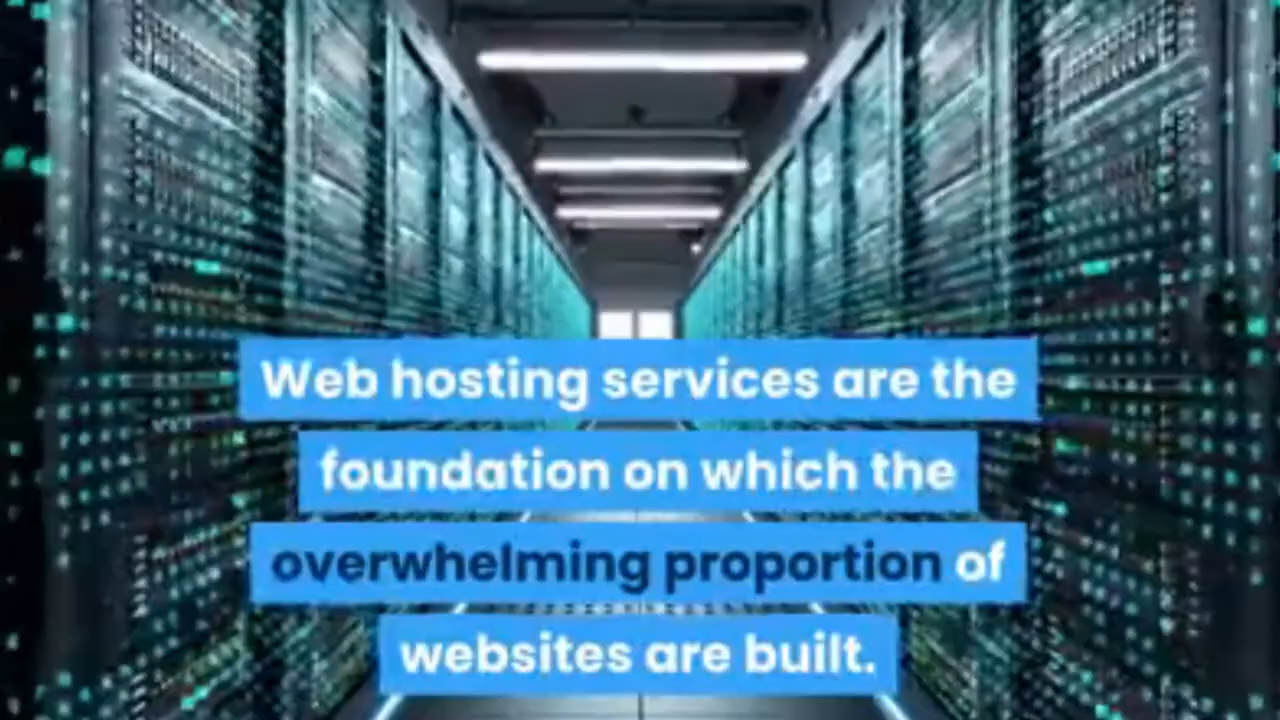 Web hosting services are the
foundation on which the
overwhelming proportion of
websites are built.